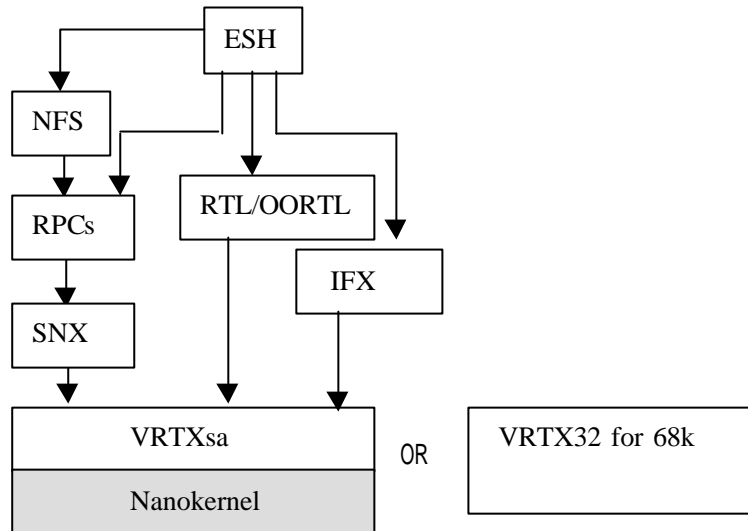 ESH
NFS
RTL/OORTL
RPCs
IFX
SNX
VRTXsa
OR
VRTX32 for 68k
Nanokernel